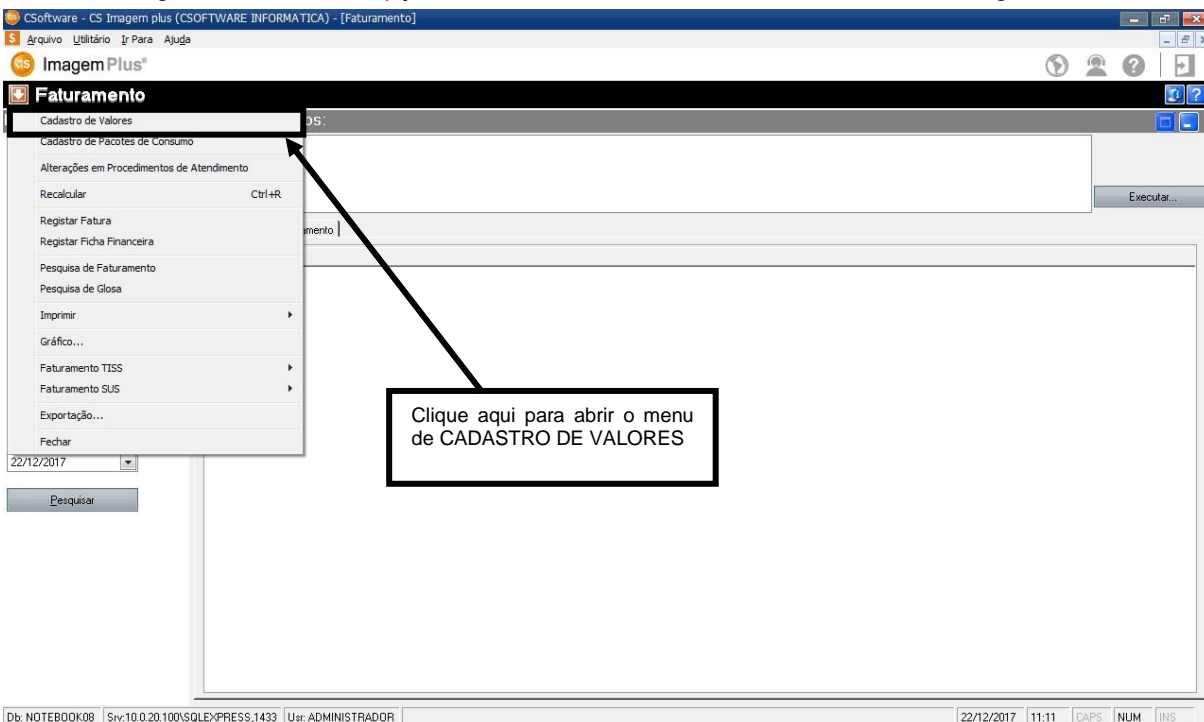 CSoftware - CS Imagem plus (CSOFTWARE INFORMATICA) - [Faturamento]
Arquivo Utilitário Ir Para Ajuda
CS ImagemPlus®
Faturamento
Cadastro de Valores
os:
Cadastro de Pacotes de Consumo
Alterações em Procedimentos de Atendimento
Recalcular Ctrl+R
Executar...
Registar Fatura
amento
Registar Ficha Financeira
Pesquisa de Faturamento
Pesquisa de Glosa
Imprimir
Gráfico...
Faturamento TISS
Faturamento SUS
Exportação...
Fechar
Clique aqui para abrir o menu
de CADASTRO DE VALORES
22/12/2017
Pesquisar
Db: NOTEBOOK08 Srv:10.0.20.100\SQLEXPRESS,1433 Usr: ADMINISTRADOR 22/12/2017 11:11 CAPS NUM INS